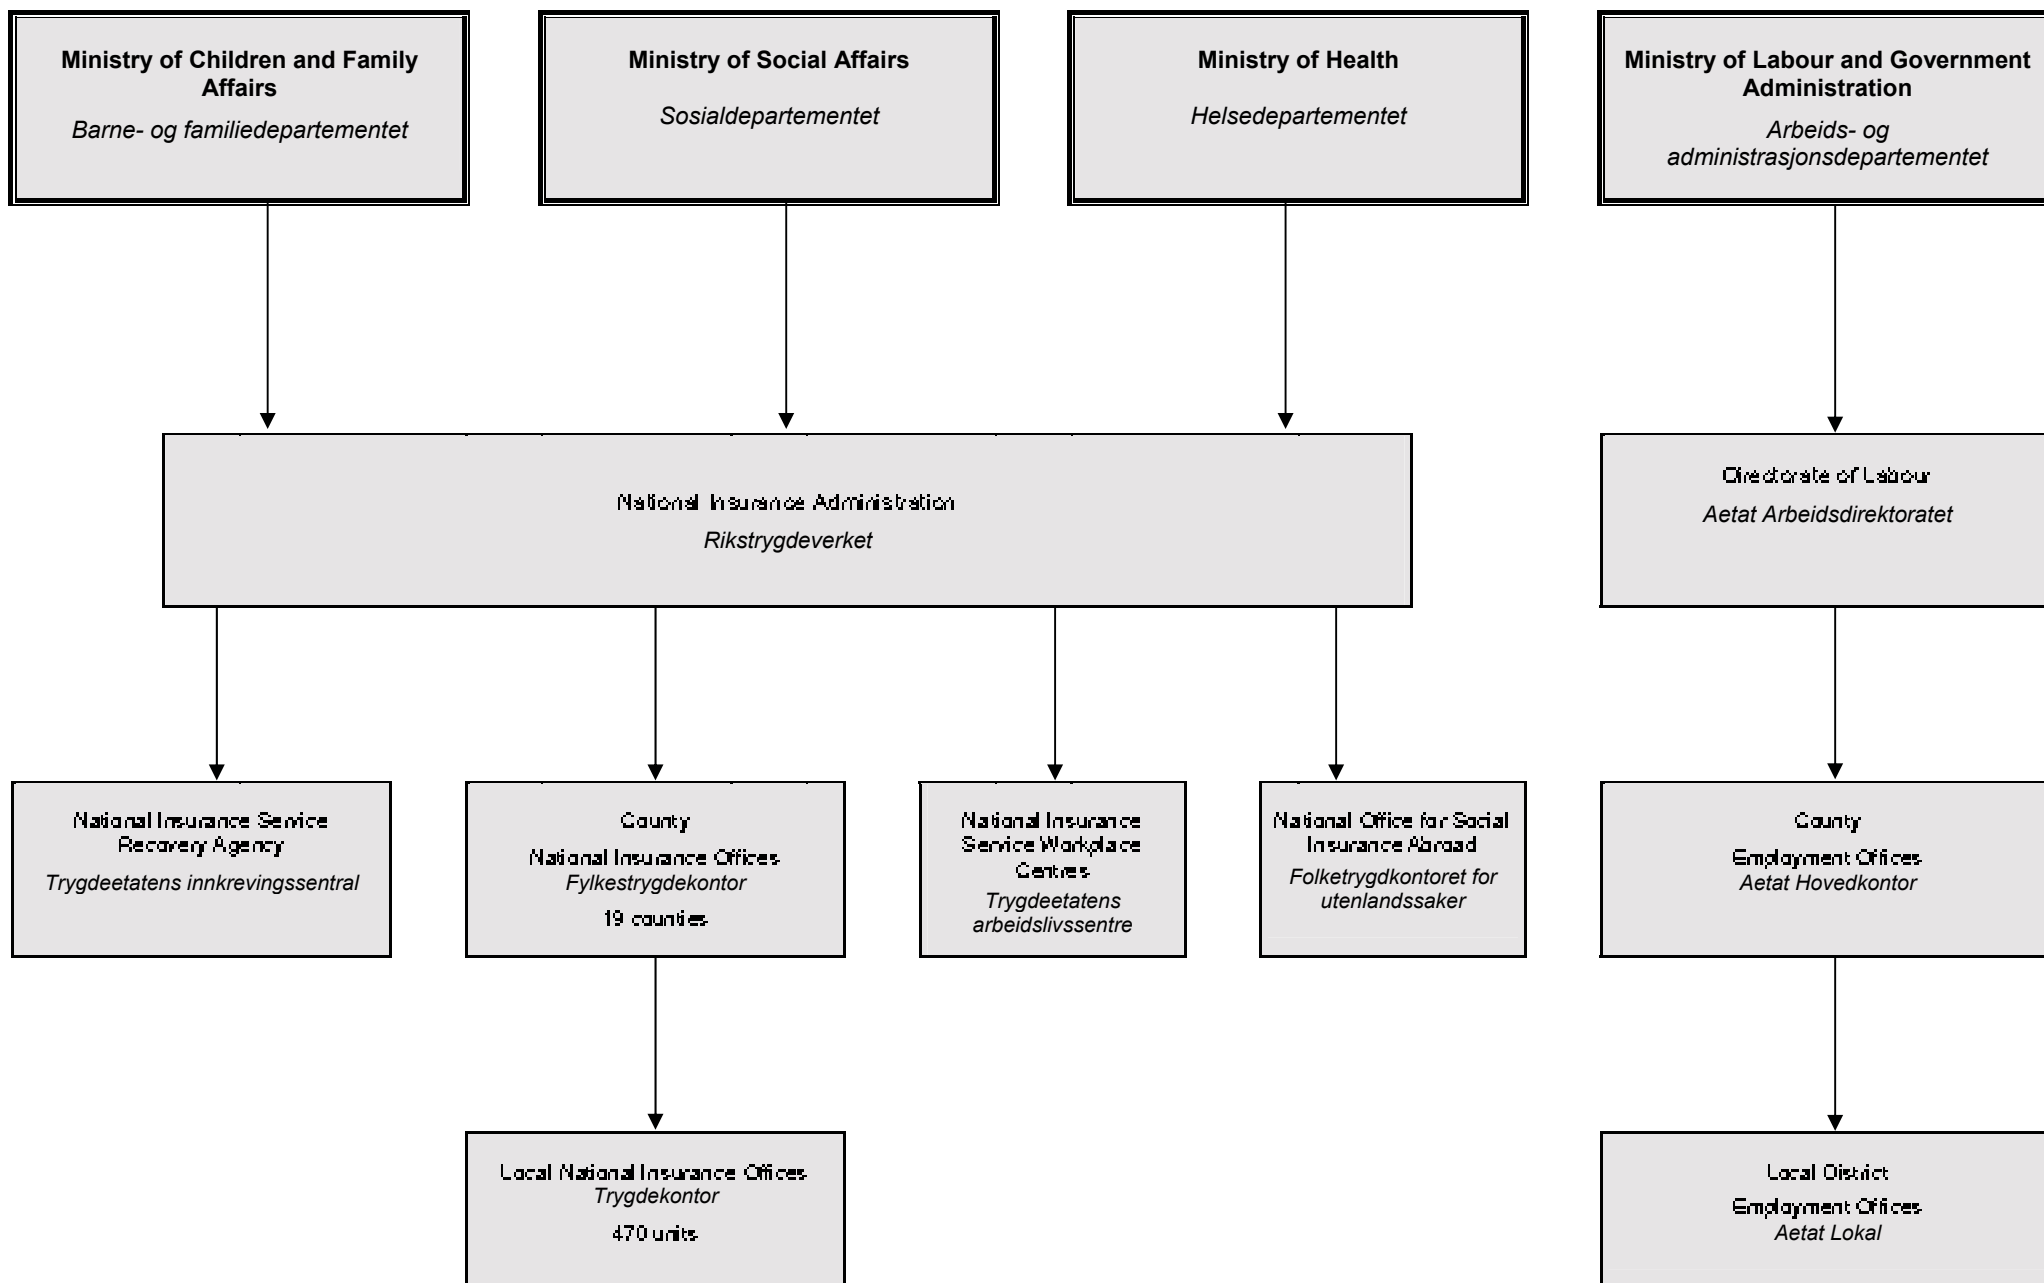 Ministry of Children and Family
Affairs
Barne- og familiedepartementet
Ministry of Social Affairs
Sosialdepartementet
Ministry of Health
Helsedepartementet
Ministry of Labour and Government
Administration
Arbeids- og
administrasjonsdepartementet
National Insurance Administration
Rikstrygdeverket
Directorate of Labour
Aetat Arbeidsdirektoratet
National Insurance Service
Recovery Agency
Trygdeetatens innkrevingssentral
County
National Insurance Offices
Fylkestrygdekontor
19 counties
National Insurance
Service Workplace
Centres
Trygdeetatens
arbeidslivssentre
National Office for Social
Insurance Abroad
Folketrygdkontoret for
utenlandssaker
County
Employment Offices
Aetat Hovedkontor
Local National Insurance Offices
Trygdekontor
470 units
Local District
Employment Offices
Aetat Lokal